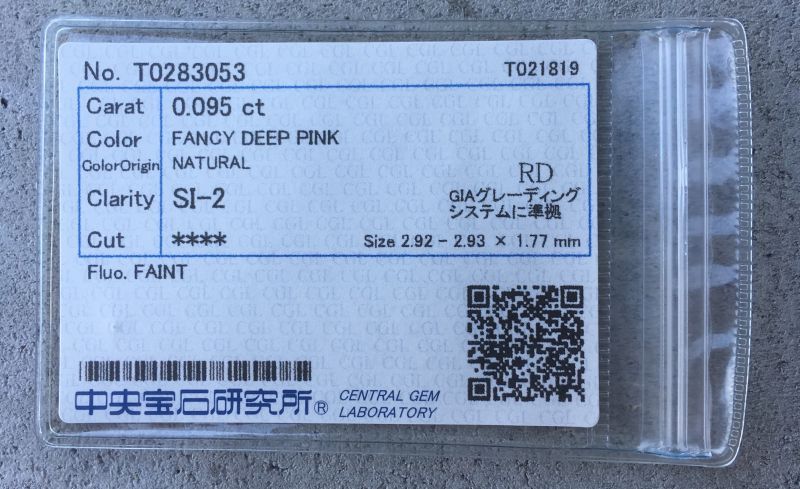 No. T0283053 T021819
Carat 0.095 ct
Color FANCY DEEP PINK
ColorOrigin NATURAL
Clarity SI-2
RD
GIAグレーディング
システムに準拠
Cut **** Size 2.92 - 2.93 × 1.77 mm
Fluo. FAINT
中央宝石研究所® CENTRAL GEM
LABORATORY